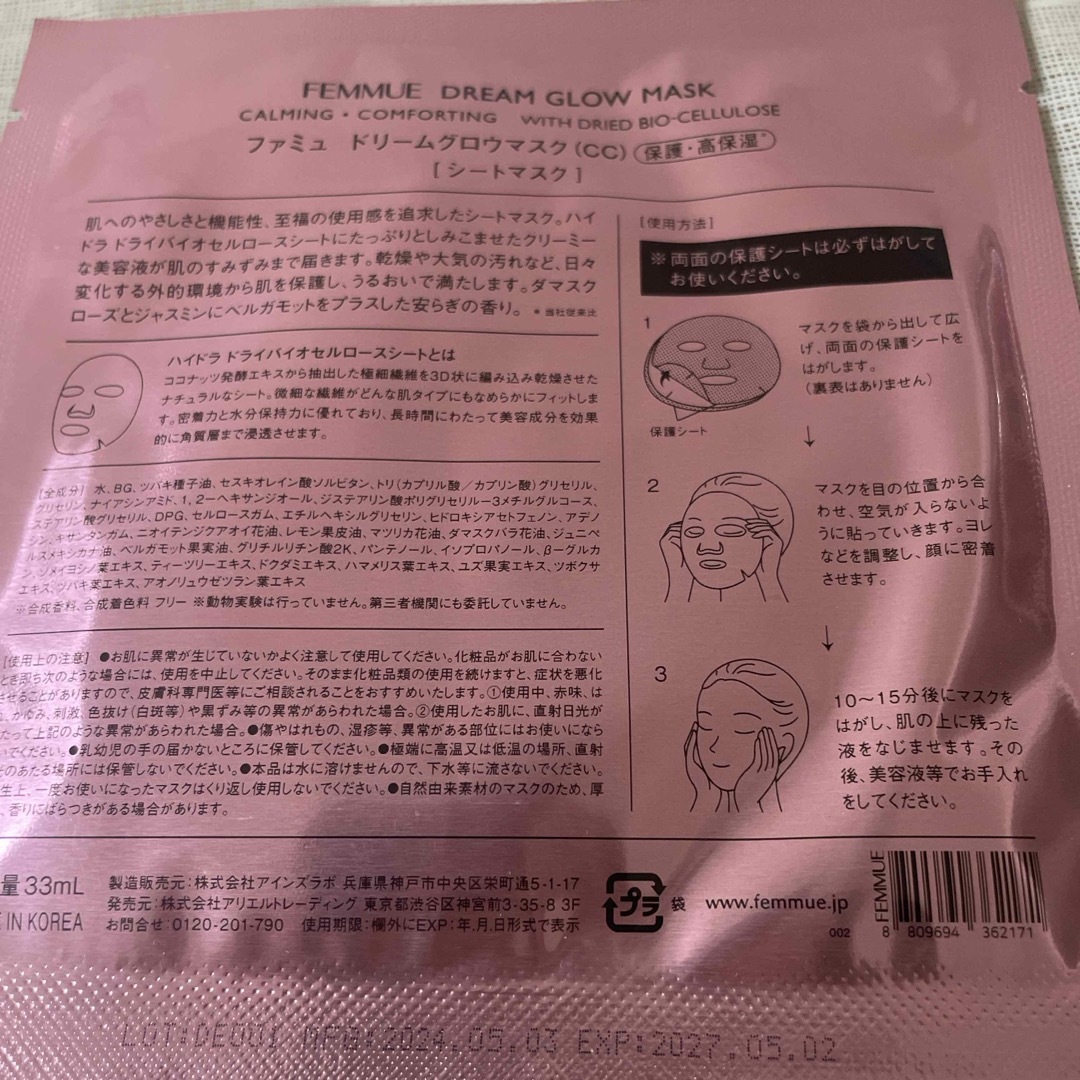 FEMMUE DREAM GLOW MASK
CALMING・COMFORTING WITH DRIED BIO-CELLULOSE
ファミュ ドリームグロウマスク(CC) 保護・高保湿*
[シートマスク]
肌へのやさしさと機能性、至福の使用感を追求したシートマスク。ハイ
ドラ ドライバイオセルロースシートにたっぷりとしみこませたクリーミー
な美容液が肌のすみずみまで届きます。乾燥や大気の汚れなど、日々
変化する外的環境から肌を保護し、うるおいで満たします。ダマスク
ローズとジャスミンにベルガモットをプラスした安らぎの香り。 *当社従来比
ハイドラ ドライバイオセルロースシートとは
ココナッツ発酵エキスから抽出した極細繊維を3D状に編み込み乾燥させた
ナチュラルなシート。微細な繊維がどんな肌タイプにもなめらかにフィットしま
す。密着力と水分保持力に優れており、長時間にわたって美容成分を効果
的に角質層まで浸透させます。
[全成分] 水、BG、ツバキ種子油、セスキオレイン酸ソルビタン、トリ(カプリル酸/カプリン酸)グリセリル、
グリセリン、ナイアシンアミド、1,2-ヘキサンジオール、ジステアリン酸ポリグリセリル-3メチルグルコース、
ステアリン酸グリセリル、DPG、セルロースガム、エチルヘキシルグリセリン、ヒドロキシアセトフェノン、アデノ
シン、キサンタンガム、ニオイテンジクアオイ花油、レモン果皮油、マツリカ花油、ダマスクバラ花油、ジュニペ
ルスメキシカナ油、ベルガモット果実油、グリチルリチン酸2K、パンテノール、イソプロパノール、β-グルカ
ン、ソメイヨシノ葉エキス、ティーツリーエキス、ドクダミエキス、ハマメリス葉エキス、ユズ果実エキス、ツボクサ
エキス、ツバキ葉エキス、アオノリュウゼツラン葉エキス
※合成香料、合成着色料 フリー ※動物実験は行っていません。第三者機関にも委託していません。
[使用上の注意] ●お肌に異常が生じていないかよく注意して使用してください。化粧品がお肌に合わない
とき即ち次のような場合には、使用を中止してください。そのまま化粧品類の使用を続けますと、症状を悪化
させることがありますので、皮膚科専門医等にご相談されることをおすすめいたします。①使用中、赤味、は
かゆみ、刺激、色抜け(白斑等)や黒ずみ等の異常があらわれた場合。②使用したお肌に、直射日光が
たって上記のような異常があらわれた場合。●傷やはれもの、湿疹等、異常がある部位にはお使いになら
ください。●乳幼児の手の届かないところに保管してください。●極端に高温又は低温の場所、直射
のあたる場所には保管しないでください。●本品は水に溶けませんので、下水等に流さないでください。
生上、一度お使いになったマスクはくり返し使用しないでください。●自然由来素材のマスクのため、厚
、香りにばらつきがある場合があります。
[使用方法]
※両面の保護シートは必ずはがして
お使いください。
1
マスクを袋から出して広
げ、両面の保護シートを
はがします。
(裏表はありません)
保護シート
↓
2
マスクを目の位置から合
わせ、空気が入らないよ
うに貼っていきます。ヨレ
などを調整し、顔に密着
させます。
↓
3
10～15分後にマスクを
はがし、肌の上に残った
液をなじませます。その
後、美容液等でお手入れ
をしてください。
量 33mL
IN KOREA
製造販売元:株式会社アインズラボ 兵庫県神戸市中央区栄町通5-1-17
発売元:株式会社アリエルトレーディング 東京都渋谷区神宮前3-35-8 3F
お問合せ:0120-201-790 使用期限:欄外にEXP:年.月.日形式で表示
プラ 袋
www.femmue.jp
002
FEMMUE
8 809694 362171
LOT:DE001 MFG:2024.05.03 EXP:2027.05.02